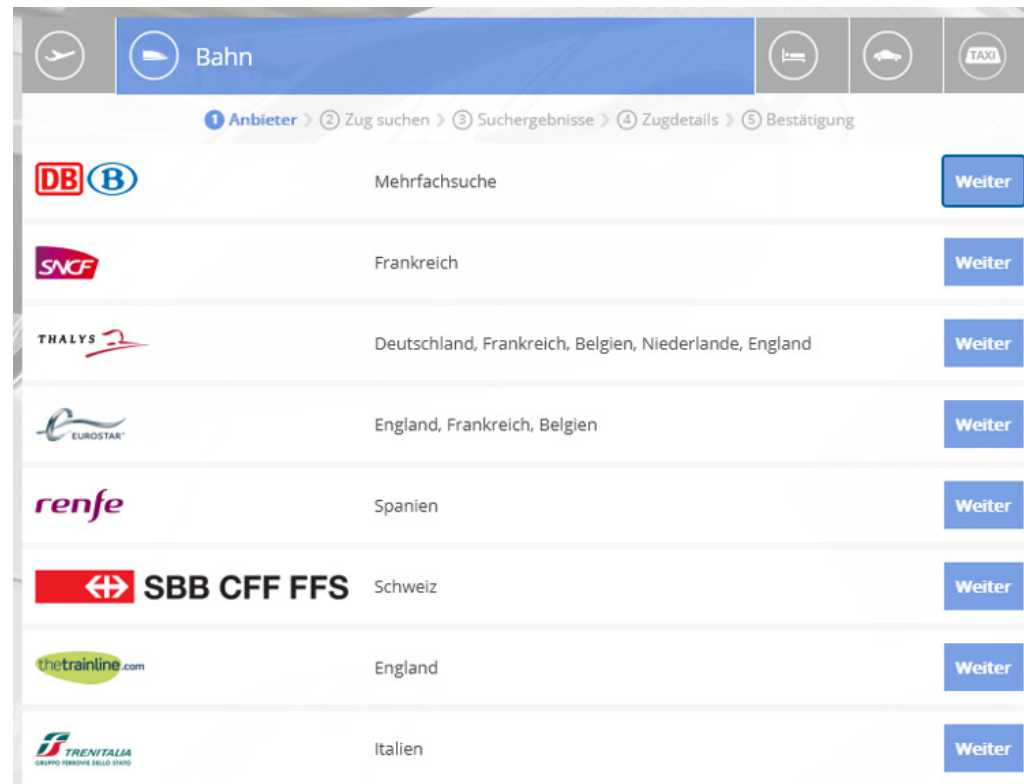 Bahn
TAXI
1 Anbieter > 2 Zug suchen > 3 Suchergebnisse > 4 Zugdetails > 5 Bestätigung
DB B Mehrfachsuche Weiter
SNCF Frankreich Weiter
THALYS Deutschland, Frankreich, Belgien, Niederlande, England Weiter
EUROSTAR England, Frankreich, Belgien Weiter
renfe Spanien Weiter
SBB CFF FFS Schweiz Weiter
thetrainline.com England Weiter
TRENITALIA Italien Weiter
GRUPPO FERROVIE DELLO STATO